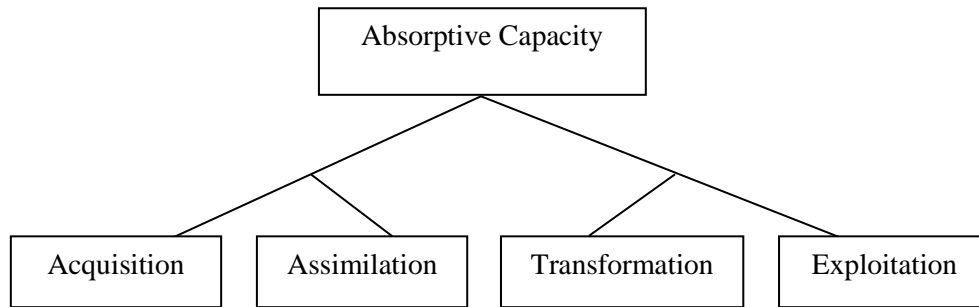 Absorptive Capacity
Acquisition
Assimilation
Transformation
Exploitation